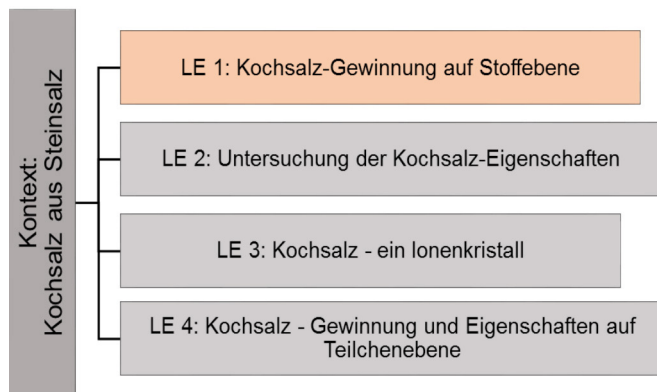 Kontext:
Kochsalz aus Steinsalz
LE 1: Kochsalz-Gewinnung auf Stoffebene
LE 2: Untersuchung der Kochsalz-Eigenschaften
LE 3: Kochsalz - ein Ionenkristall
LE 4: Kochsalz - Gewinnung und Eigenschaften auf
Teilchenebene